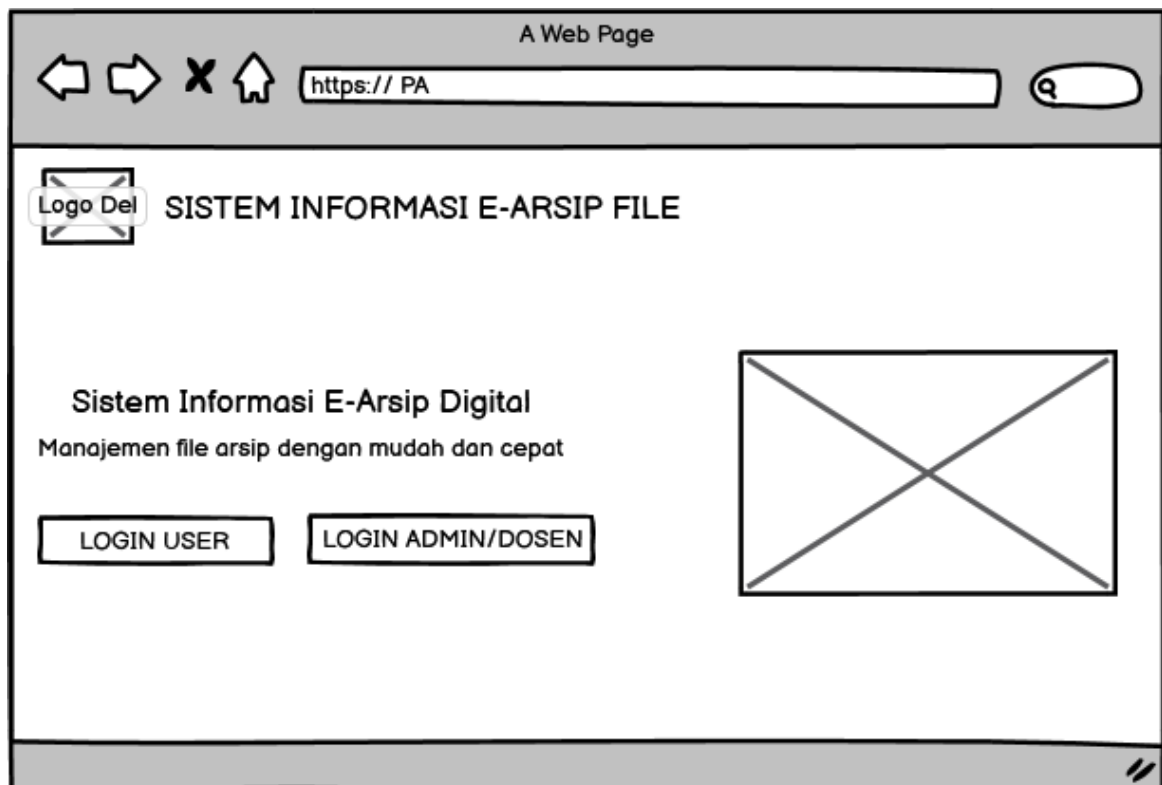 A Web Page
https:// PA
Logo Del
SISTEM INFORMASI E-ARSIP FILE
Sistem Informasi E-Arsip Digital
Manajemen file arsip dengan mudah dan cepat
LOGIN USER
LOGIN ADMIN/DOSEN